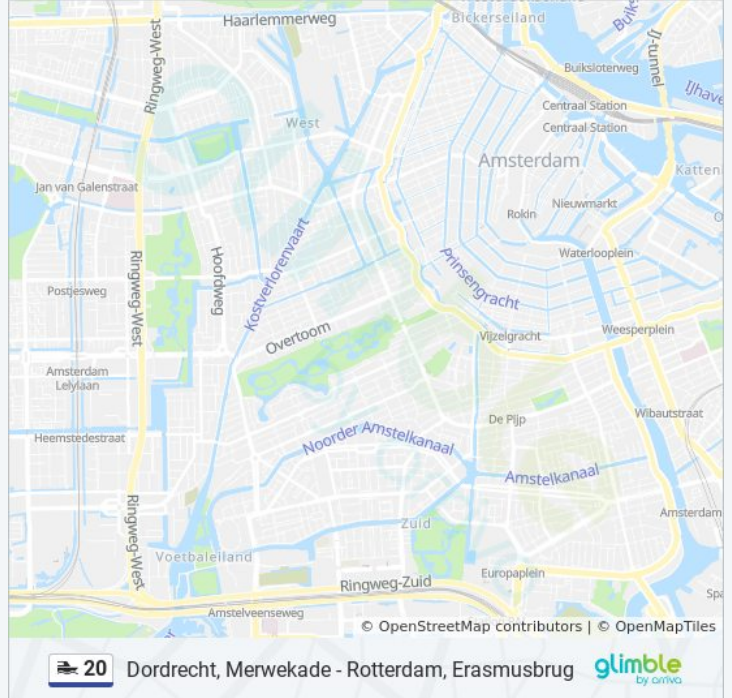 Haarlemmerweg
Bickerseiland
IJ-tunnel
Ringweg-West
Buiksloterweg
Centraal Station
Centraal Station
West
Amsterdam
Jan van Galenstraat
Nieuwmarkt
Rokin
Waterlooplein
Hoofdweg
Kostverlorenvaart
Prinsengracht
Ringweg-West
Postjesweg
Overtoom
Vijzelgracht
Weesperplein
Amsterdam
Lelylaan
De Pijp
Wibautstraat
Heemstedestraat
Noorder Amstelkanaal
Amstelkanaal
Ringweg-West
Amsterdam
Zuid
Voetbaleiland
Europaplein
Ringweg-Zuid
Amstelveenseweg
© OpenStreetMap contributors | © OpenMapTiles
20 Dordrecht, Merwekade - Rotterdam, Erasmusbrug
glimble
by arriva